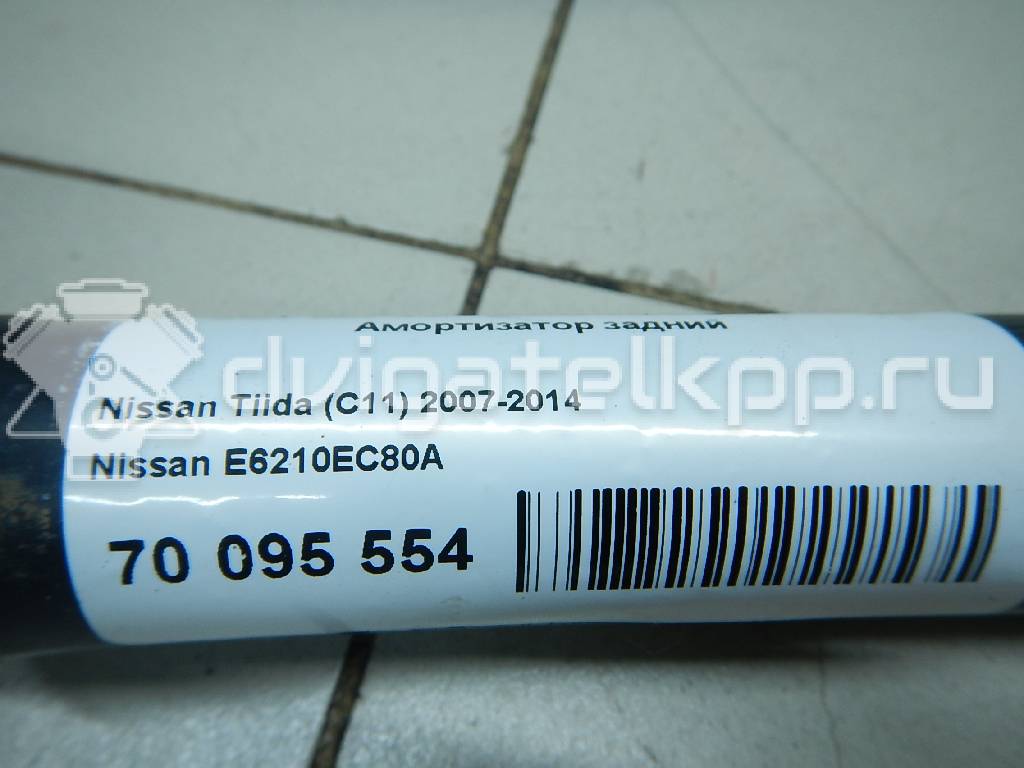 Амортизатор задний
dvigatelkpp.ru
Nissan Tiida (C11) 2007-2014
Nissan E6210EC80A
70 095 554